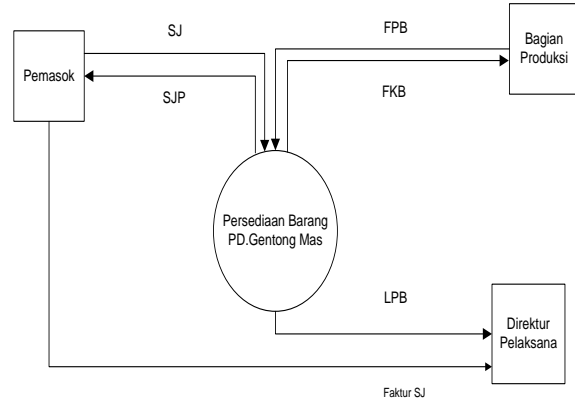 SJ
FPB
Bagian
Produksi
Pemasok
SJP
FKB
Persediaan Barang
PD.Gentong Mas
LPB
Direktur
Pelaksana
Faktur SJ